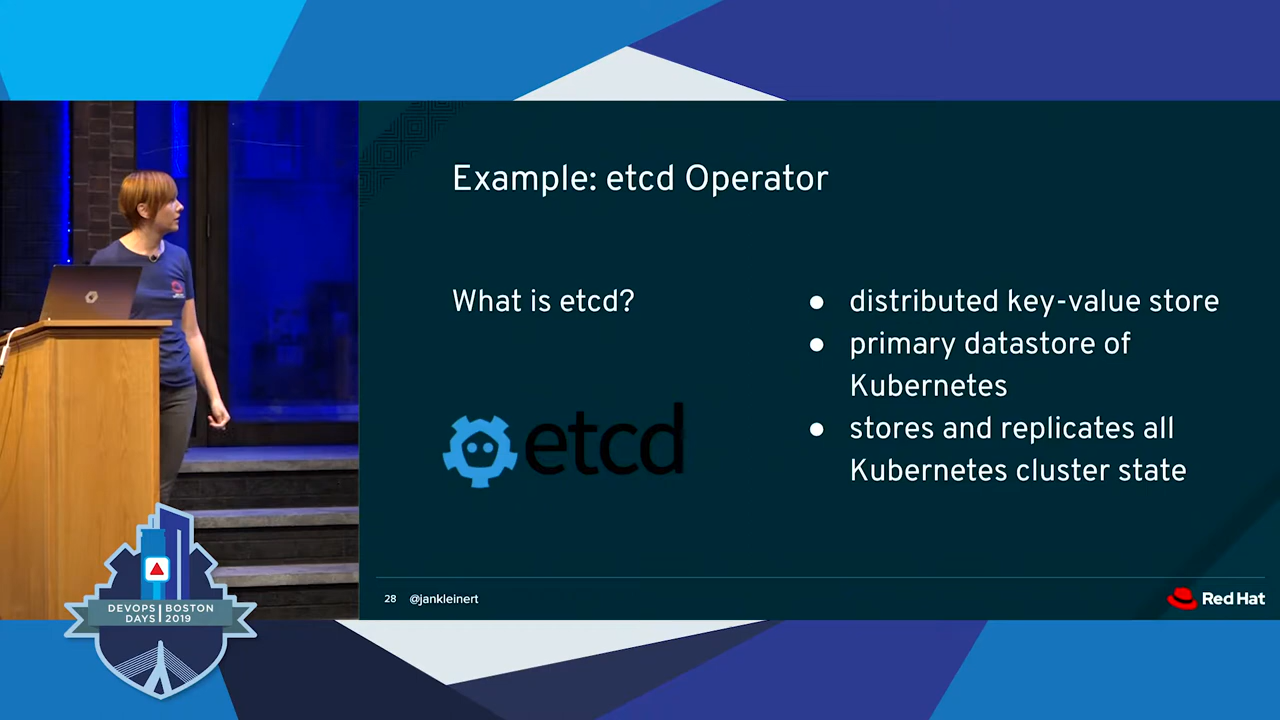 Example: etcd Operator
What is etcd?
● distributed key-value store
● primary datastore of
Kubernetes
● stores and replicates all
Kubernetes cluster state
etcd
28 @jankleinert
Red Hat
DEVOPS BOSTON
DAYS 2019